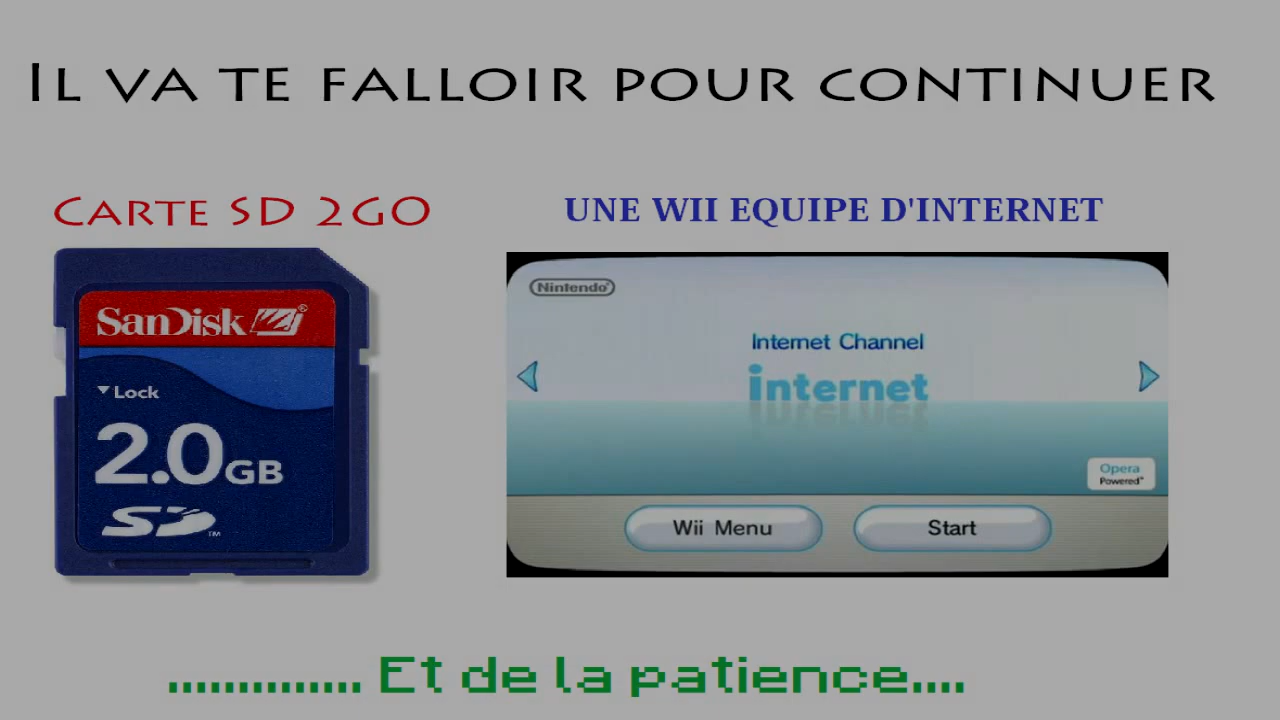 IL VA TE FALLOIR POUR CONTINUER
CARTE SD 2GO
UNE WII EQUIPE D'INTERNET
SanDisk
Lock
2.0GB
SD™
Nintendo
Internet Channel
internet
Opera
Powered
Wii Menu
Start
.............. Et de la patience....